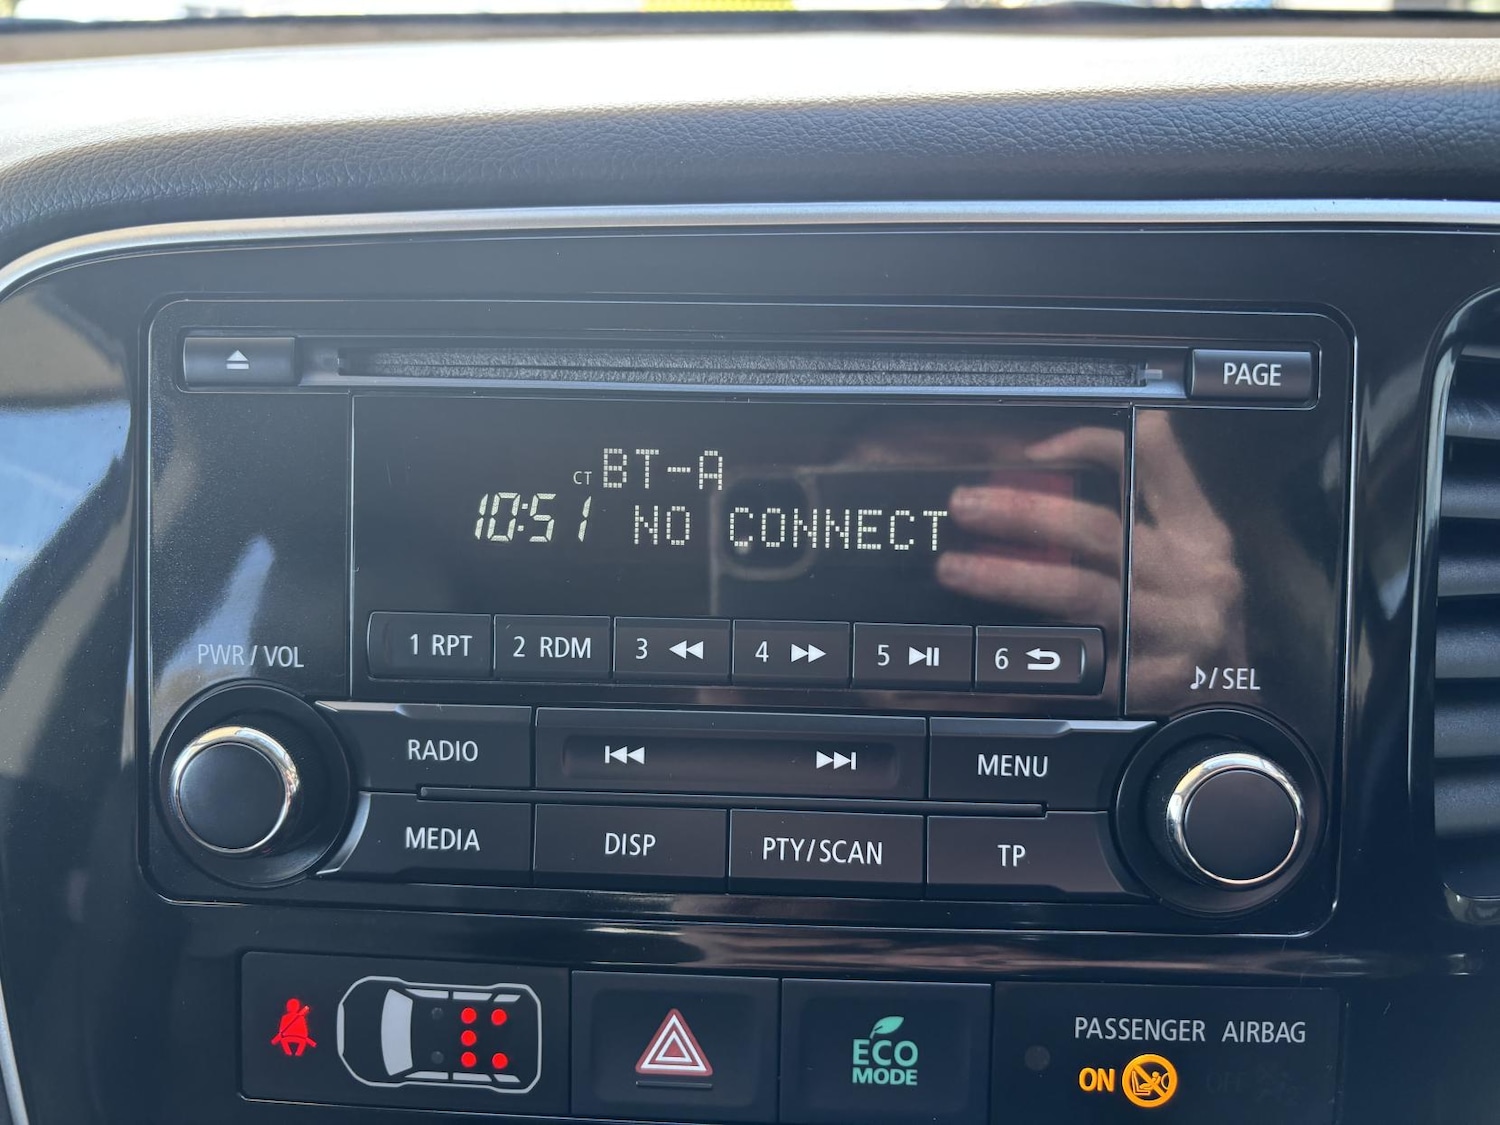 PAGE
CT BT-A
10:51 NO CONNECT
PWR/VOL
1 RPT 2 RDM 3 4 5 6
♪/SEL
RADIO MENU
MEDIA DISP PTY/SCAN TP
PASSENGER AIRBAG
ECO
MODE
ON OFF